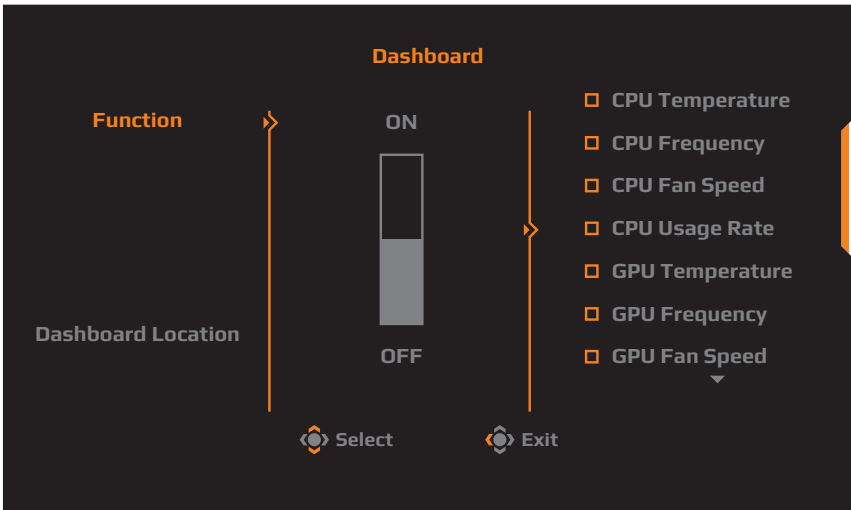 Dashboard
Function
Dashboard Location
ON
OFF
CPU Temperature
CPU Frequency
CPU Fan Speed
CPU Usage Rate
GPU Temperature
GPU Frequency
GPU Fan Speed
Select
Exit